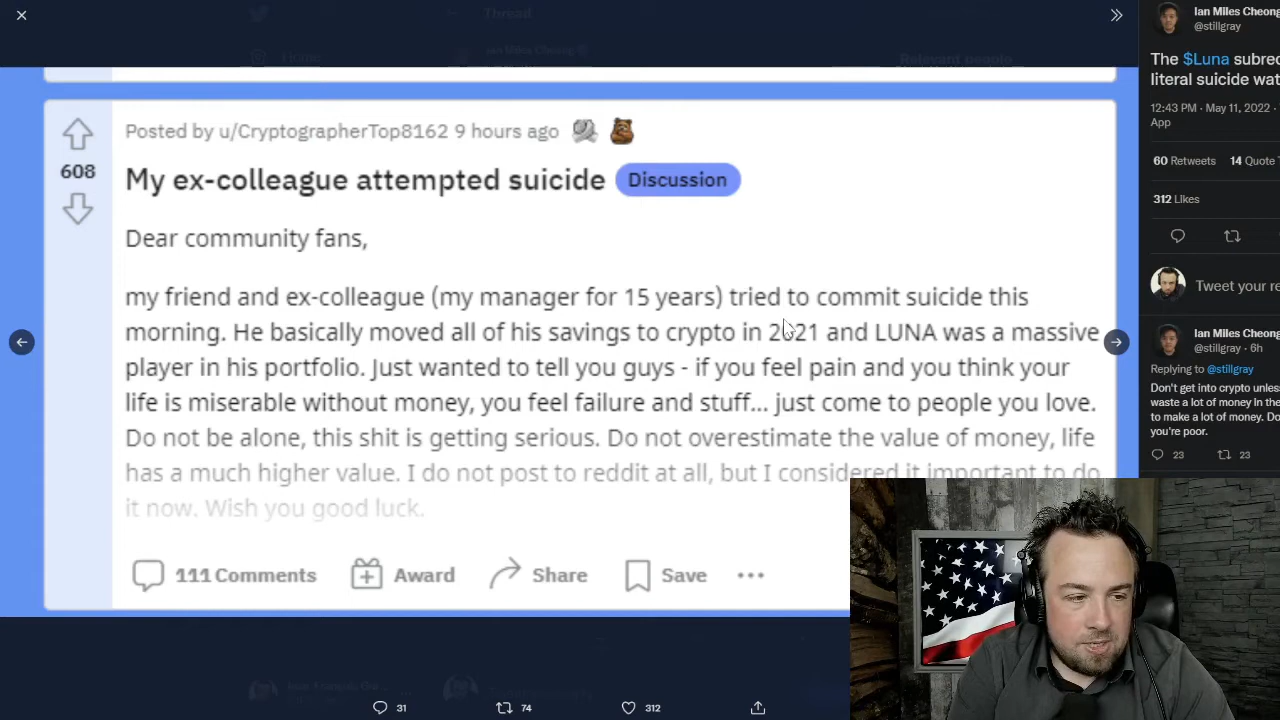 Thread
Home
Ian Miles Cheong
Relevant people
Posted by u/CryptographerTop8162 9 hours ago
608
My ex-colleague attempted suicide Discussion
Dear community fans,
my friend and ex-colleague (my manager for 15 years) tried to commit suicide this
morning. He basically moved all of his savings to crypto in 2021 and LUNA was a massive
player in his portfolio. Just wanted to tell you guys - if you feel pain and you think your
life is miserable without money, you feel failure and stuff... just come to people you love.
Do not be alone, this shit is getting serious. Do not overestimate the value of money, life
has a much higher value. I do not post to reddit at all, but I considered it important to do
it now. Wish you good luck.
111 Comments Award Share Save
31 74 312
Ian Miles Cheong
@stillgray
The $Luna subred
literal suicide wat
12:43 PM · May 11, 2022 ·
App
60 Retweets 14 Quote T
312 Likes
Tweet your re
Ian Miles Cheong
@stillgray · 6h
Replying to @stillgray
Don't get into crypto unless
waste a lot of money in the
to make a lot of money. Do
you're poor.
23 23